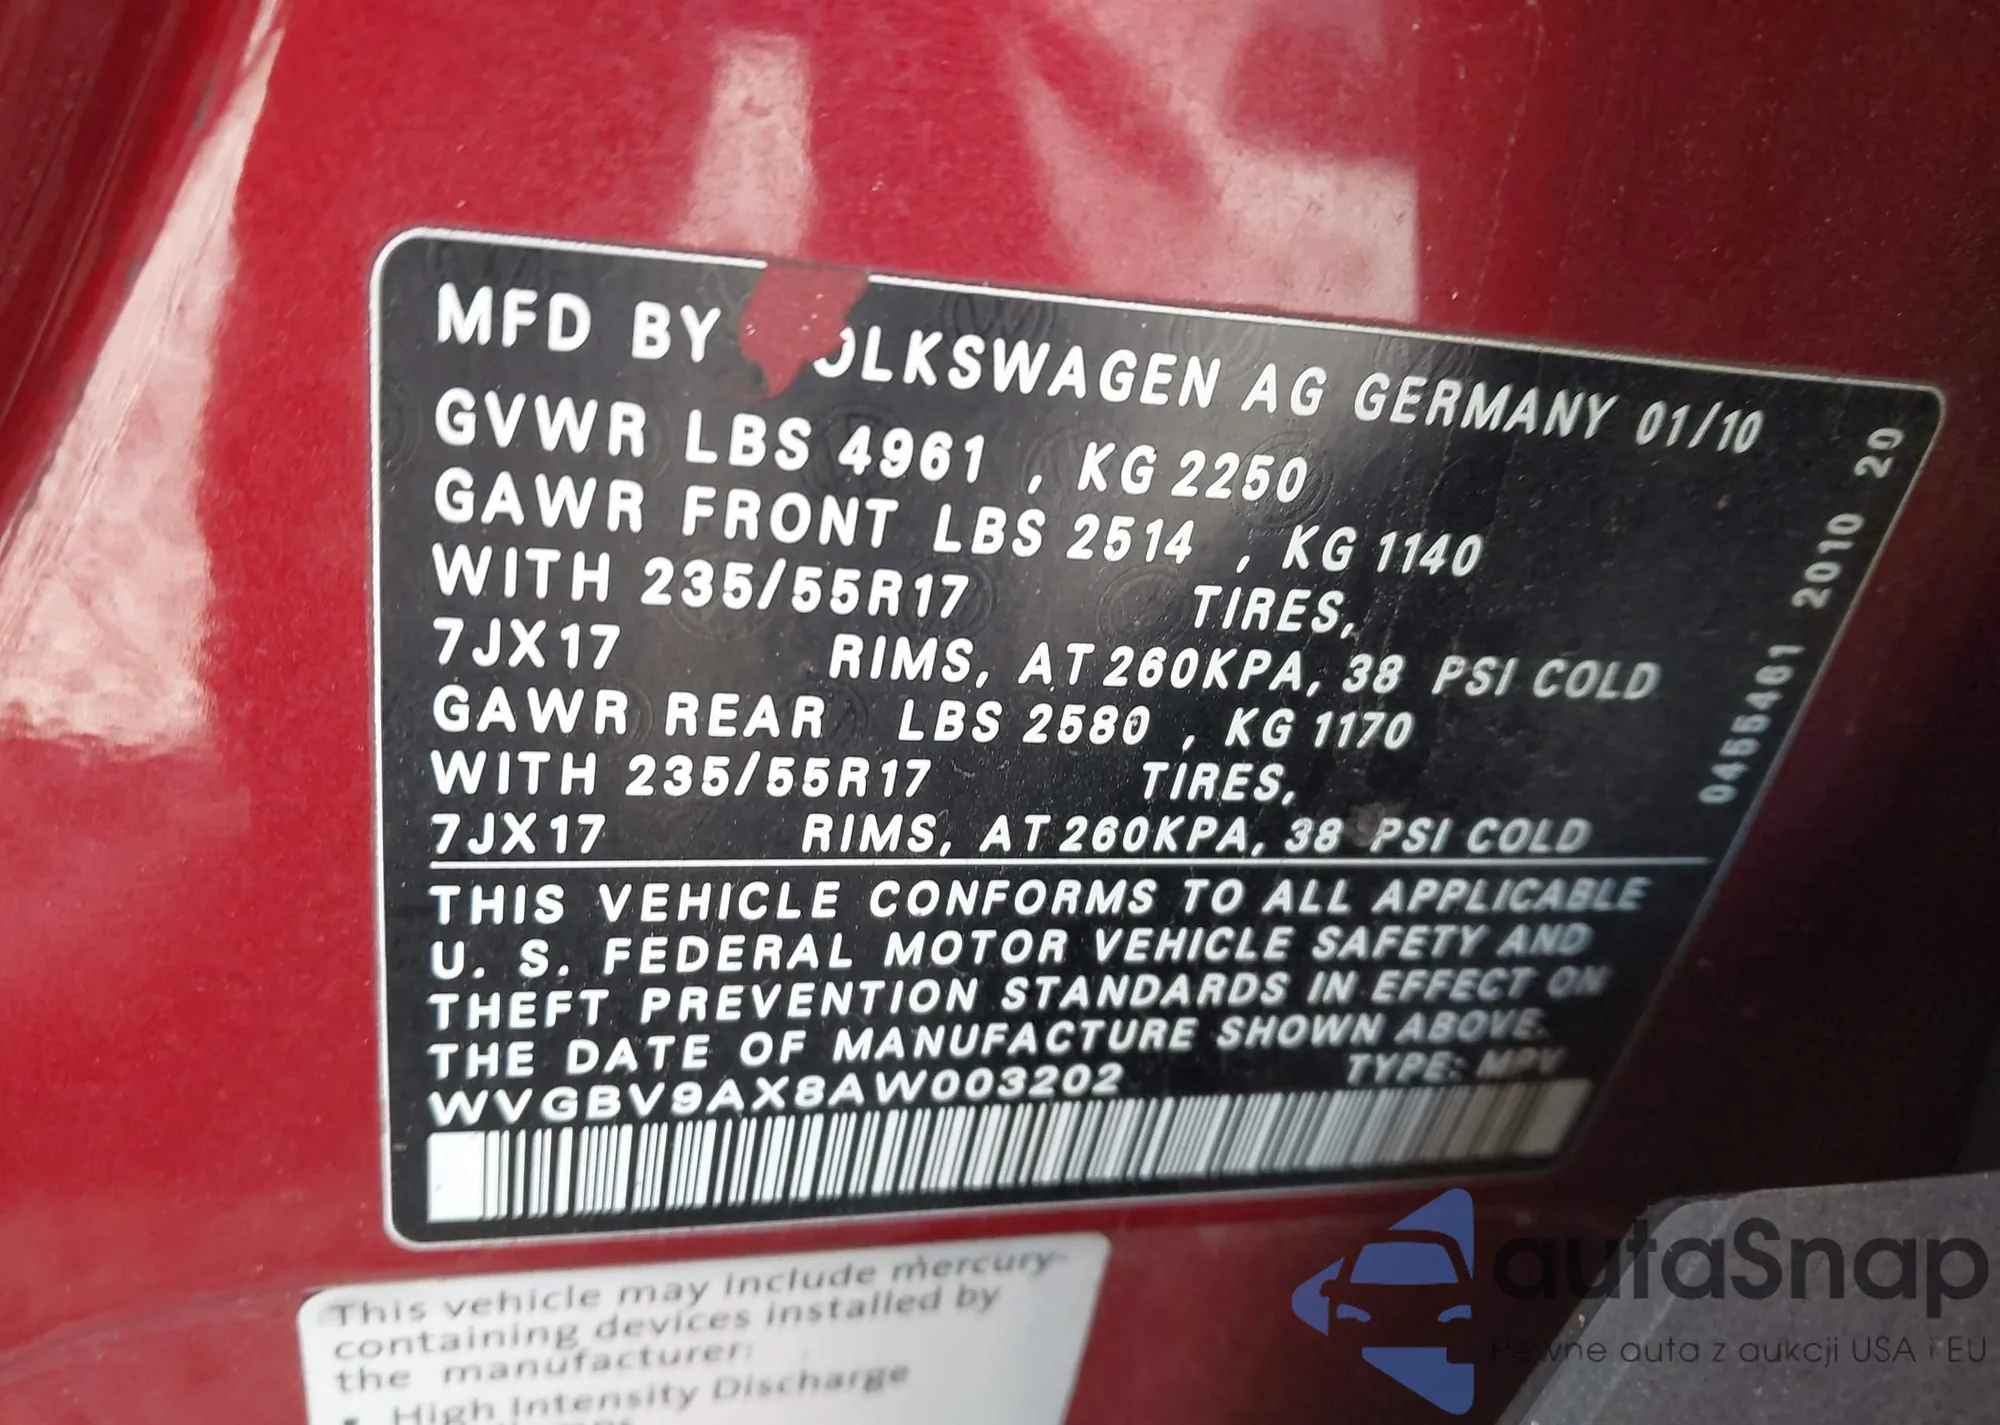 MFD BY OLKSWAGEN AG GERMANY 01/10
GVWR LBS 4961 , KG 2250
GAWR FRONT LBS 2514 , KG 1140
WITH 235/55R17 TIRES,
7JX17 RIMS, AT 260KPA, 38 PSI COLD
GAWR REAR LBS 2580 , KG 1170
WITH 235/55R17 TIRES,
7JX17 RIMS, AT 260KPA, 38 PSI COLD
THIS VEHICLE CONFORMS TO ALL APPLICABLE
U. S. FEDERAL MOTOR VEHICLE SAFETY AND
THEFT PREVENTION STANDARDS IN EFFECT ON
THE DATE OF MANUFACTURE SHOWN ABOVE.
WVGBV9AX8AW003202 TYPE: MPV
0455461 2010 20
This vehicle may include mercury-
containing devices installed by
the manufacturer:
• High Intensity Discharge
autaSnap
Pewne auta z aukcji USA i EU